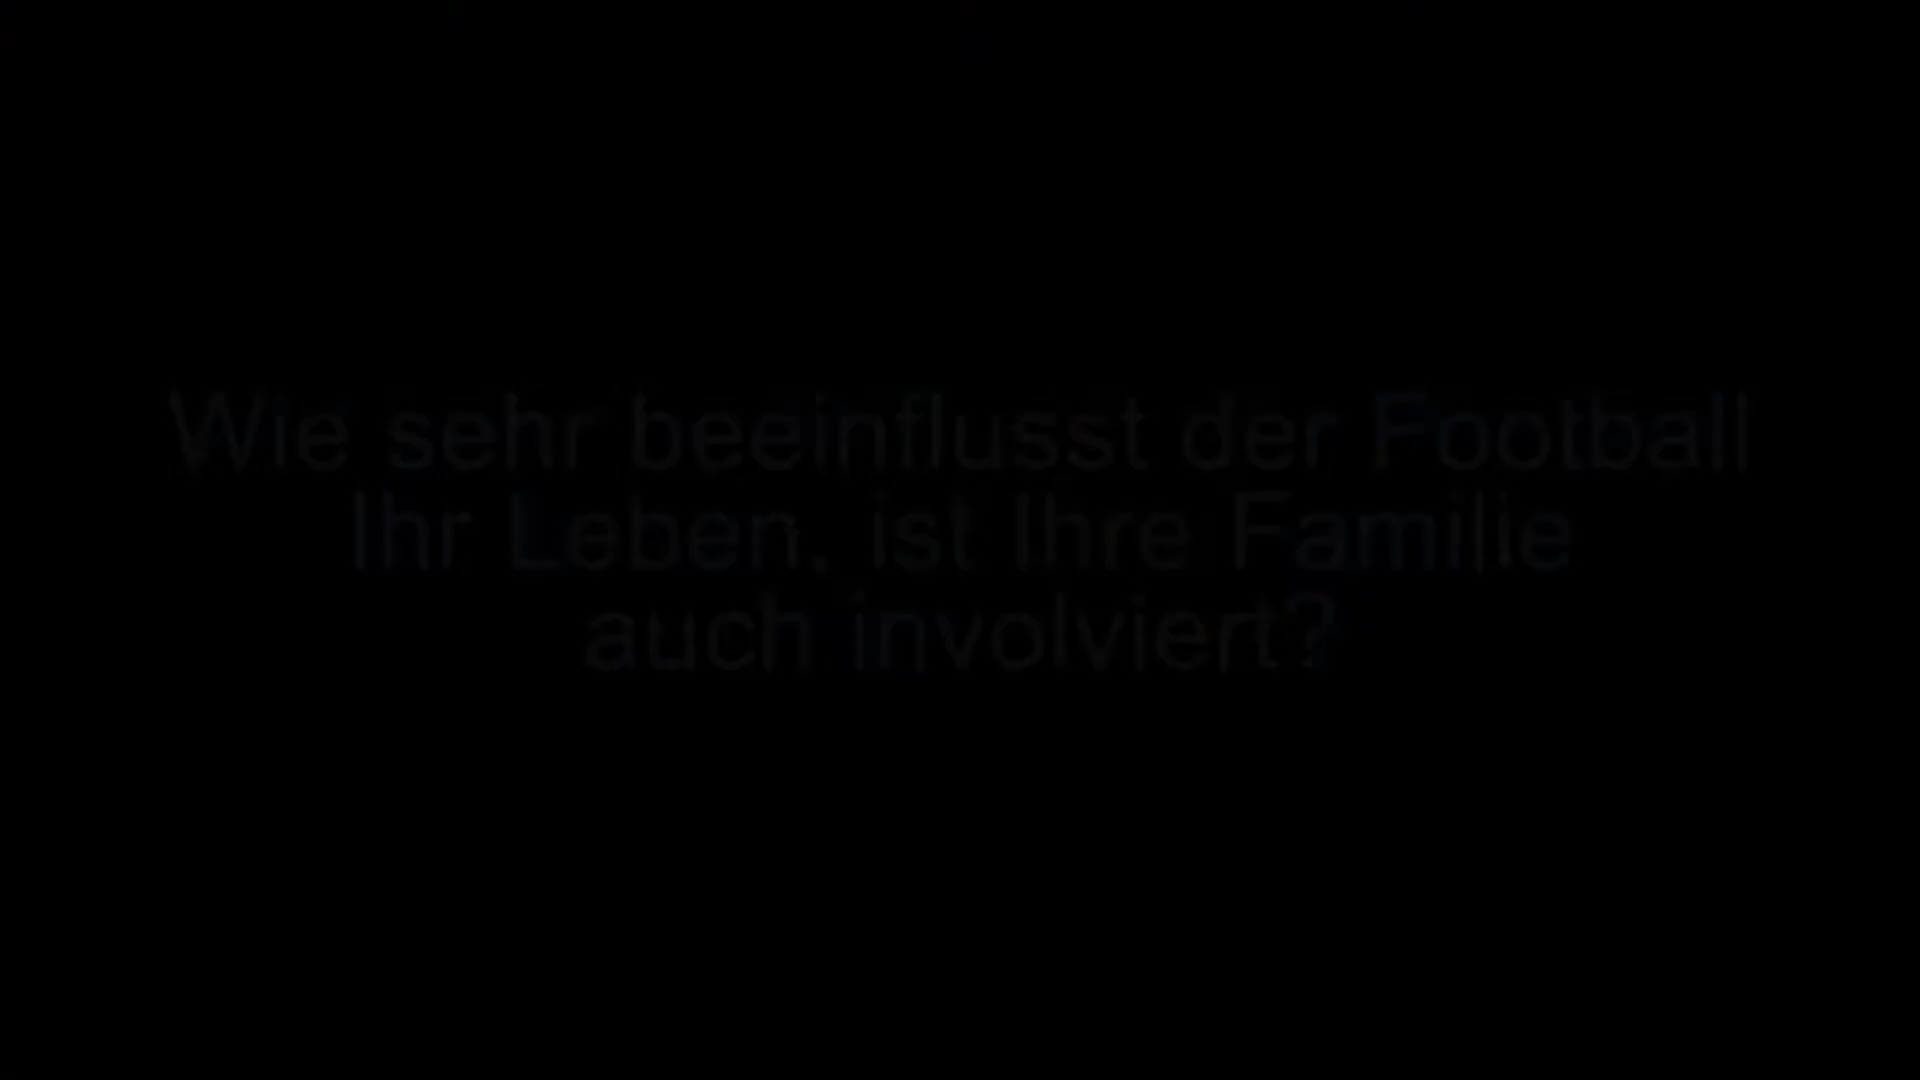 Wie sehr beeinflusst der Football
Ihr Leben, ist Ihre Familie
auch involviert?